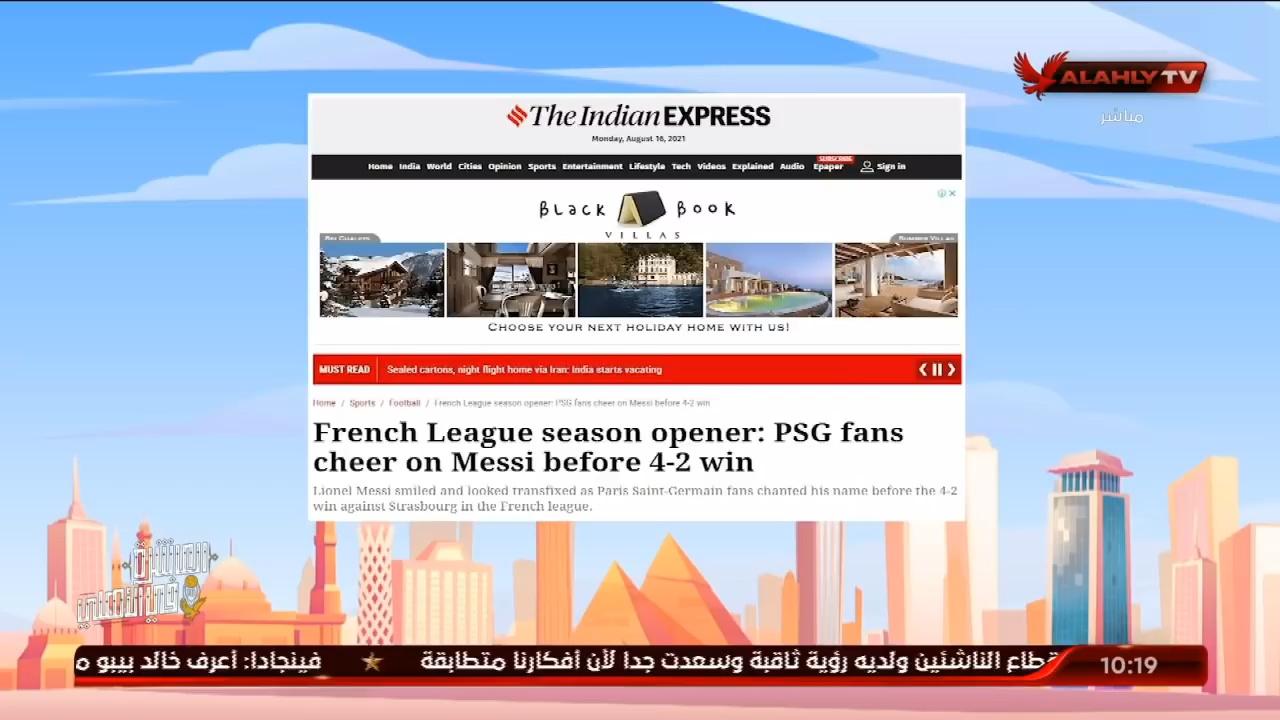 ALAHLY TV
مباشر
The Indian EXPRESS
Monday, August 16, 2021
Home India World Cities Opinion Sports Entertainment Lifestyle Tech Videos Explained Audio Epaper SUBSCRIBE Sign in
BLACK BOOK
VILLAS
SUMMER VILLAS
CHOOSE YOUR NEXT HOLIDAY HOME WITH US!
MUST READ Sealed cartons, night flight home via Iran: India starts vacating
Home / Sports / Football / French League season opener: PSG fans cheer on Messi before 4-2 win
French League season opener: PSG fans
cheer on Messi before 4-2 win
Lionel Messi smiled and looked transfixed as Paris Saint-Germain fans chanted his name before the 4-2
win against Strasbourg in the French league.
العاشرة
في الأهلي
قطاع الناشئين ولديه رؤية ثاقبة وسعدت جدا لأن أفكارنا متطابقة ★ فينجادا: أعرف خالد بيبو م
10:19